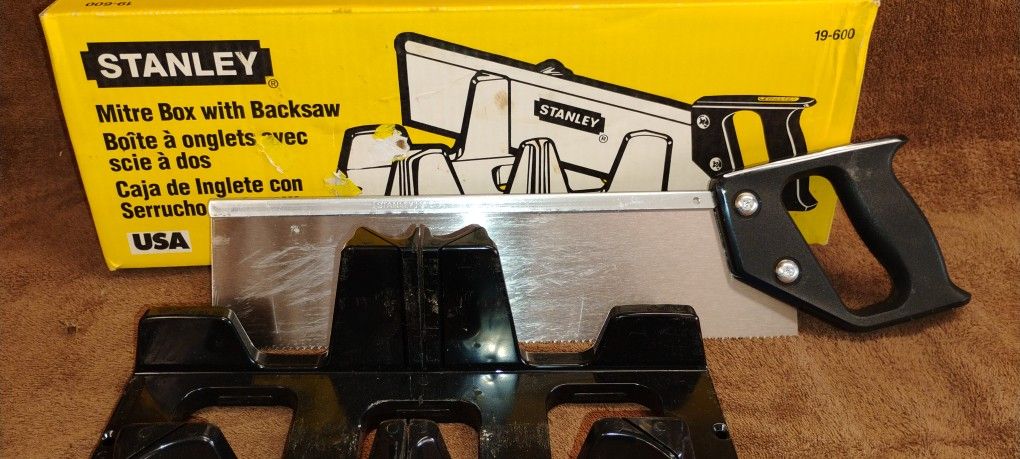 19-600
19-600
STANLEY
®
Mitre Box with Backsaw
Boîte à onglets avec
scie à dos
Caja de Inglete con
Serrucho
USA
STANLEY
®
STANLEY